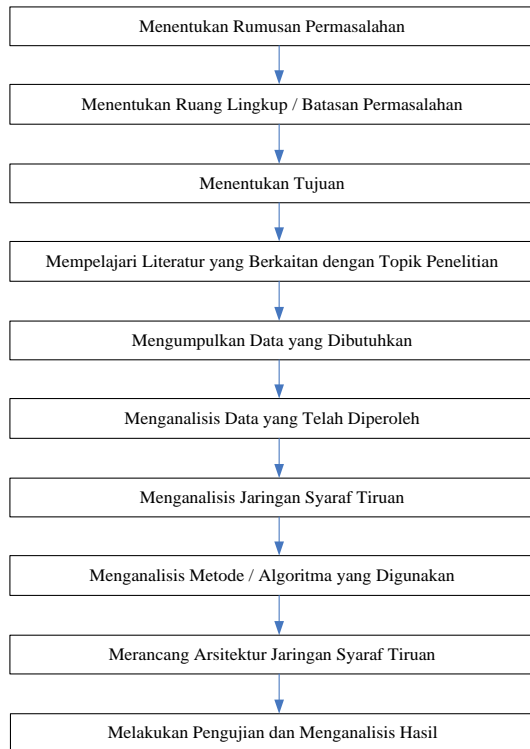 Menentukan Rumusan Permasalahan
Menentukan Ruang Lingkup / Batasan Permasalahan
Menentukan Tujuan
Mempelajari Literatur yang Berkaitan dengan Topik Penelitian
Mengumpulkan Data yang Dibutuhkan
Menganalisis Data yang Telah Diperoleh
Menganalisis Jaringan Syaraf Tiruan
Menganalisis Metode / Algoritma yang Digunakan
Merancang Arsitektur Jaringan Syaraf Tiruan
Melakukan Pengujian dan Menganalisis Hasil